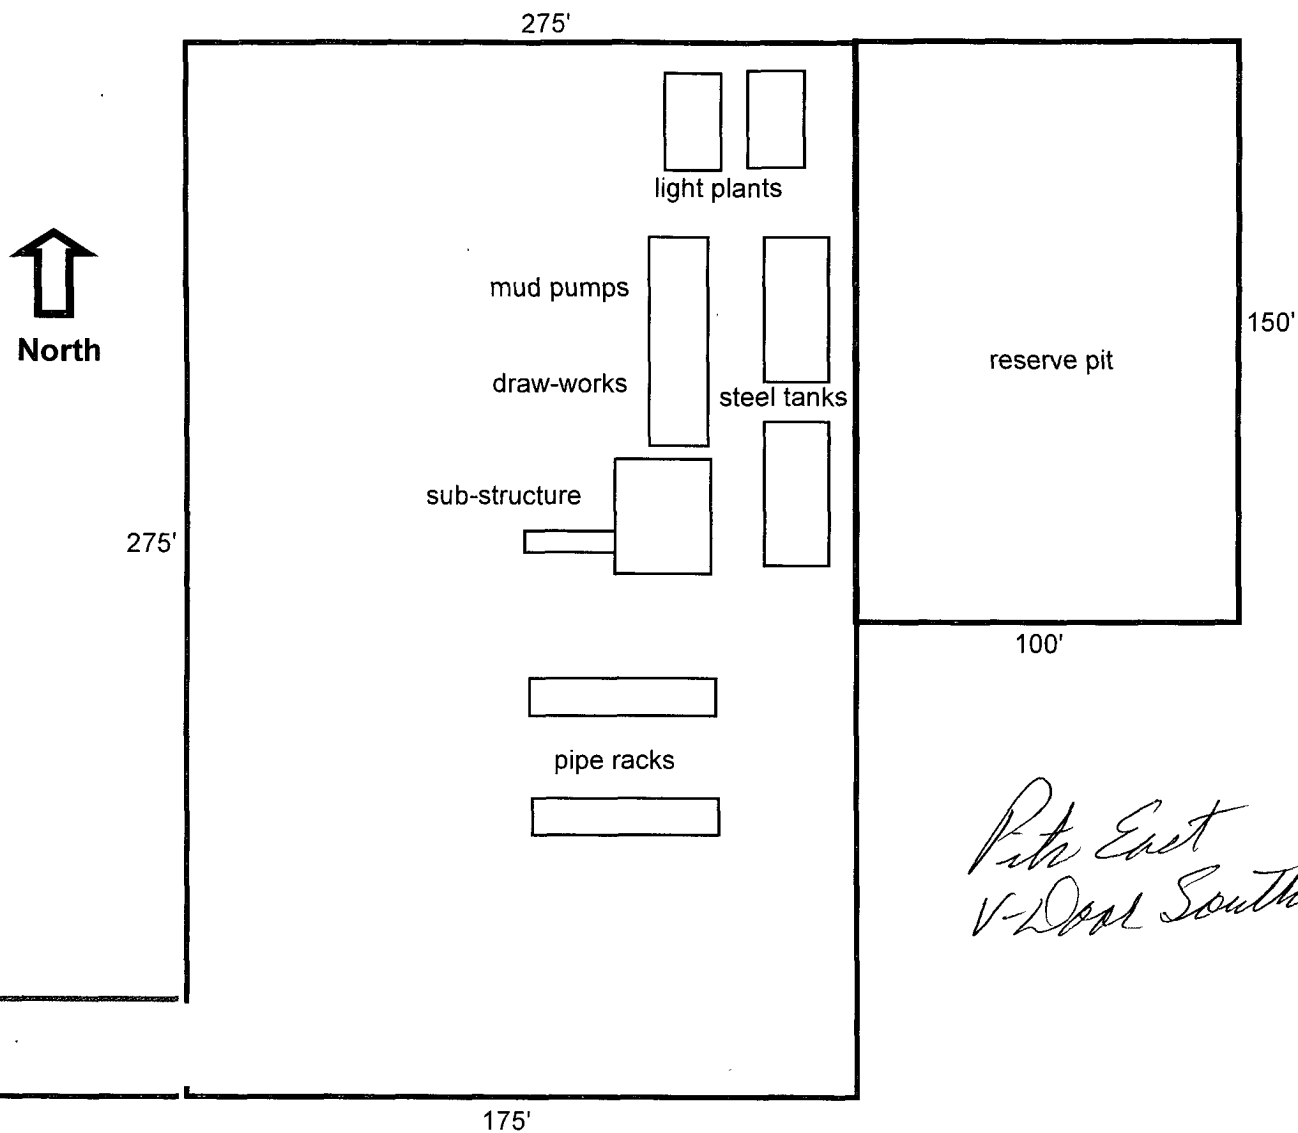 275'
light plants
mud pumps
North
150'
reserve pit
draw-works
steel tanks
sub-structure
275'
100'
pipe racks
East
V-Door South
175'